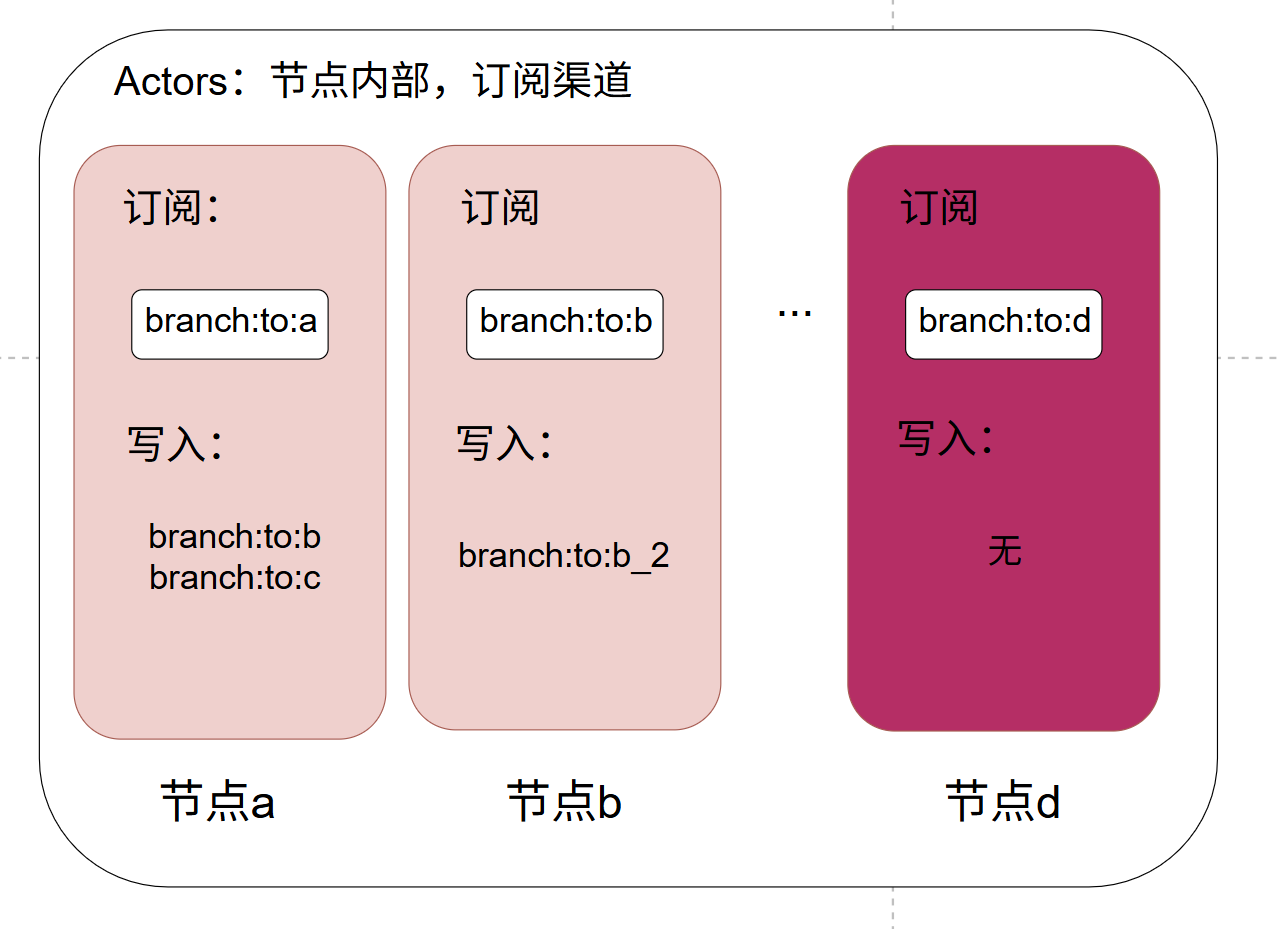 Actors：节点内部，订阅渠道
订阅：
branch:to:a
写入：
branch:to:b
branch:to:c
节点a
订阅
branch:to:b
写入：
branch:to:b_2
节点b
...
订阅
branch:to:d
写入：
无
节点d